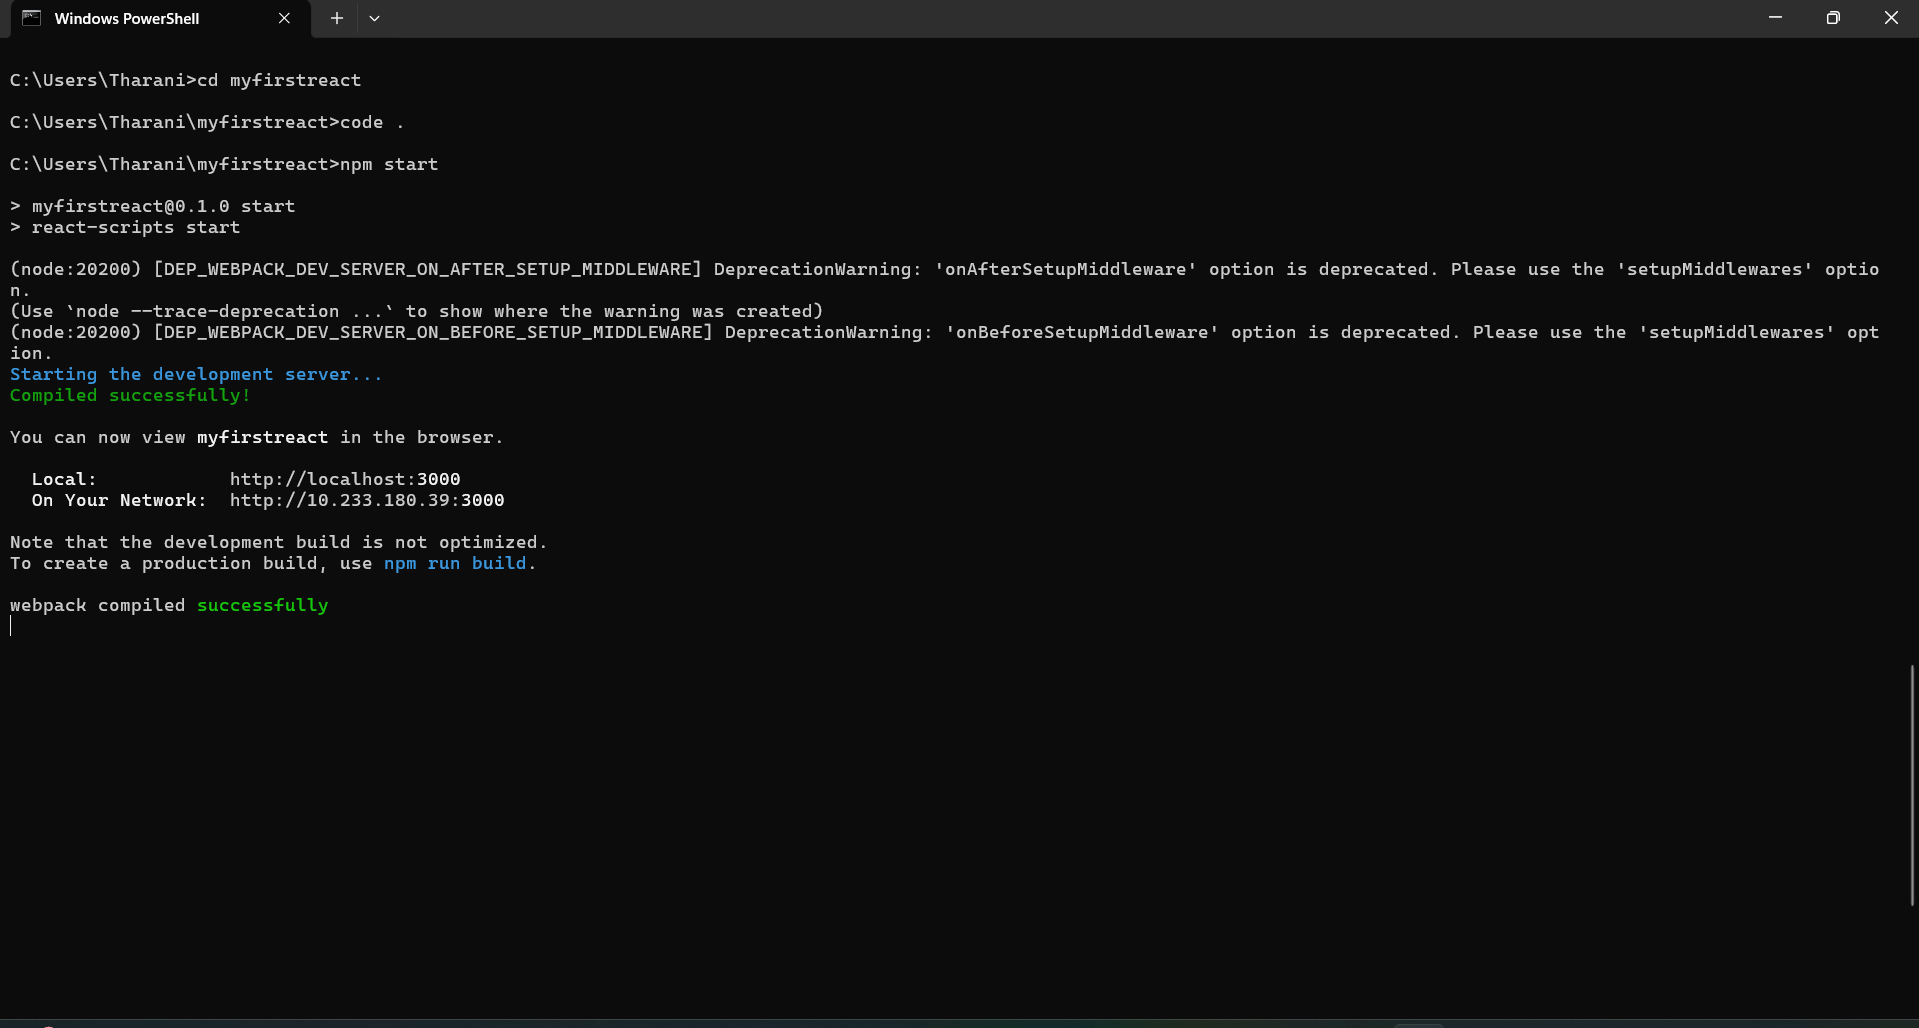 Windows PowerShell
C:\Users\Tharani>cd myfirstreact
C:\Users\Tharani\myfirstreact>code .
C:\Users\Tharani\myfirstreact>npm start
> myfirstreact@0.1.0 start
> react-scripts start
(node:20200) [DEP_WEBPACK_DEV_SERVER_ON_AFTER_SETUP_MIDDLEWARE] DeprecationWarning: 'onAfterSetupMiddleware' option is deprecated. Please use the 'setupMiddlewares' optio
n.
(Use `node --trace-deprecation ...` to show where the warning was created)
(node:20200) [DEP_WEBPACK_DEV_SERVER_ON_BEFORE_SETUP_MIDDLEWARE] DeprecationWarning: 'onBeforeSetupMiddleware' option is deprecated. Please use the 'setupMiddlewares' opt
ion.
Starting the development server...
Compiled successfully!
You can now view myfirstreact in the browser.
Local: http://localhost:3000
On Your Network: http://10.233.180.39:3000
Note that the development build is not optimized.
To create a production build, use npm run build.
webpack compiled successfully